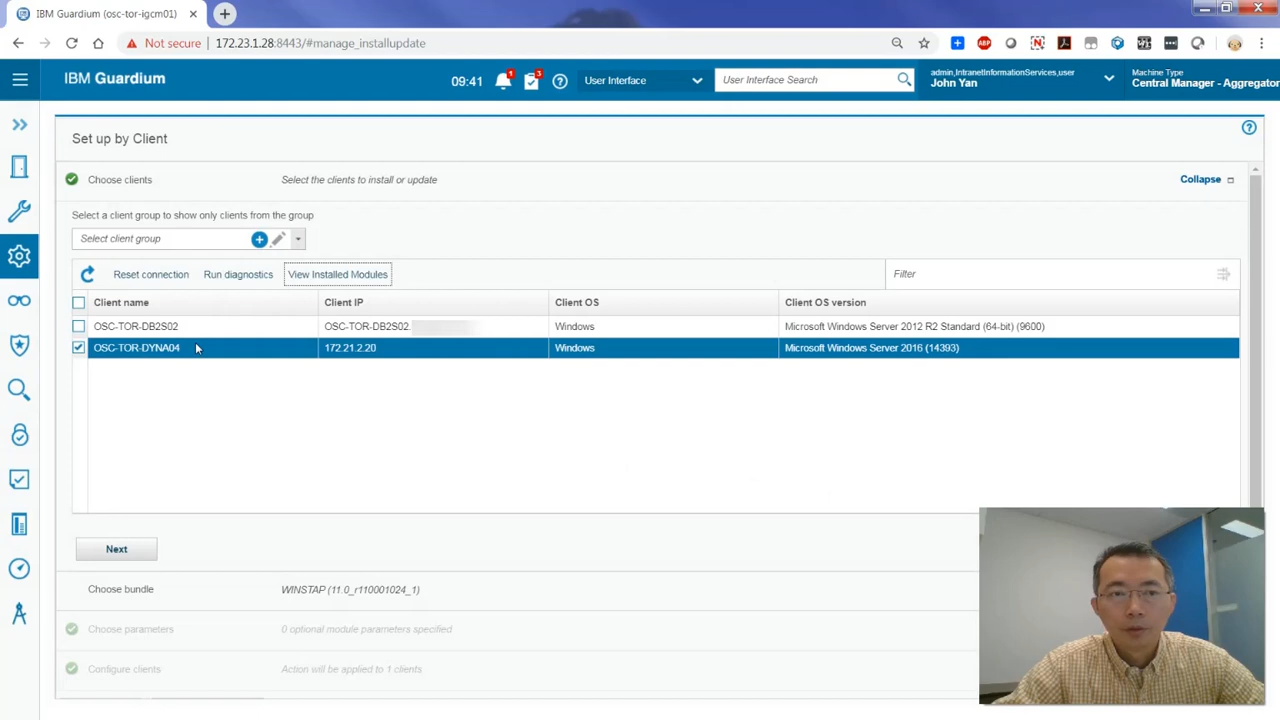 IBM Guardium (osc-tor-igcm01)
Not secure 172.23.1.28:8443/#manage_installupdate
IBM Guardium
09:41
1
3
User Interface
User Interface Search
admin,IntranetInformationServices,user
John Yan
Machine Type
Central Manager - Aggregator
Set up by Client
Choose clients Select the clients to install or update Collapse
Select a client group to show only clients from the group
Select client group
Reset connection Run diagnostics View Installed Modules Filter
Client name Client IP Client OS Client OS version
OSC-TOR-DB2S02 OSC-TOR-DB2S02. Windows Microsoft Windows Server 2012 R2 Standard (64-bit) (9600)
OSC-TOR-DYNA04 172.21.2.20 Windows Microsoft Windows Server 2016 (14393)
Next
Choose bundle WINSTAP (11.0_r110001024_1)
Choose parameters 0 optional module parameters specified
Configure clients Action will be applied to 1 clients